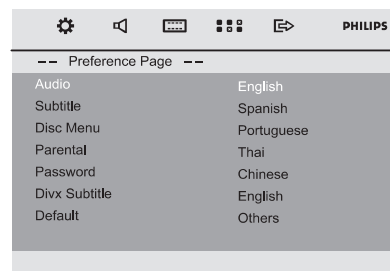 PHILIPS
-- Preference Page --
Audio English
Subtitle Spanish
Disc Menu Portuguese
Parental Thai
Password Chinese
Divx Subtitle English
Default Others